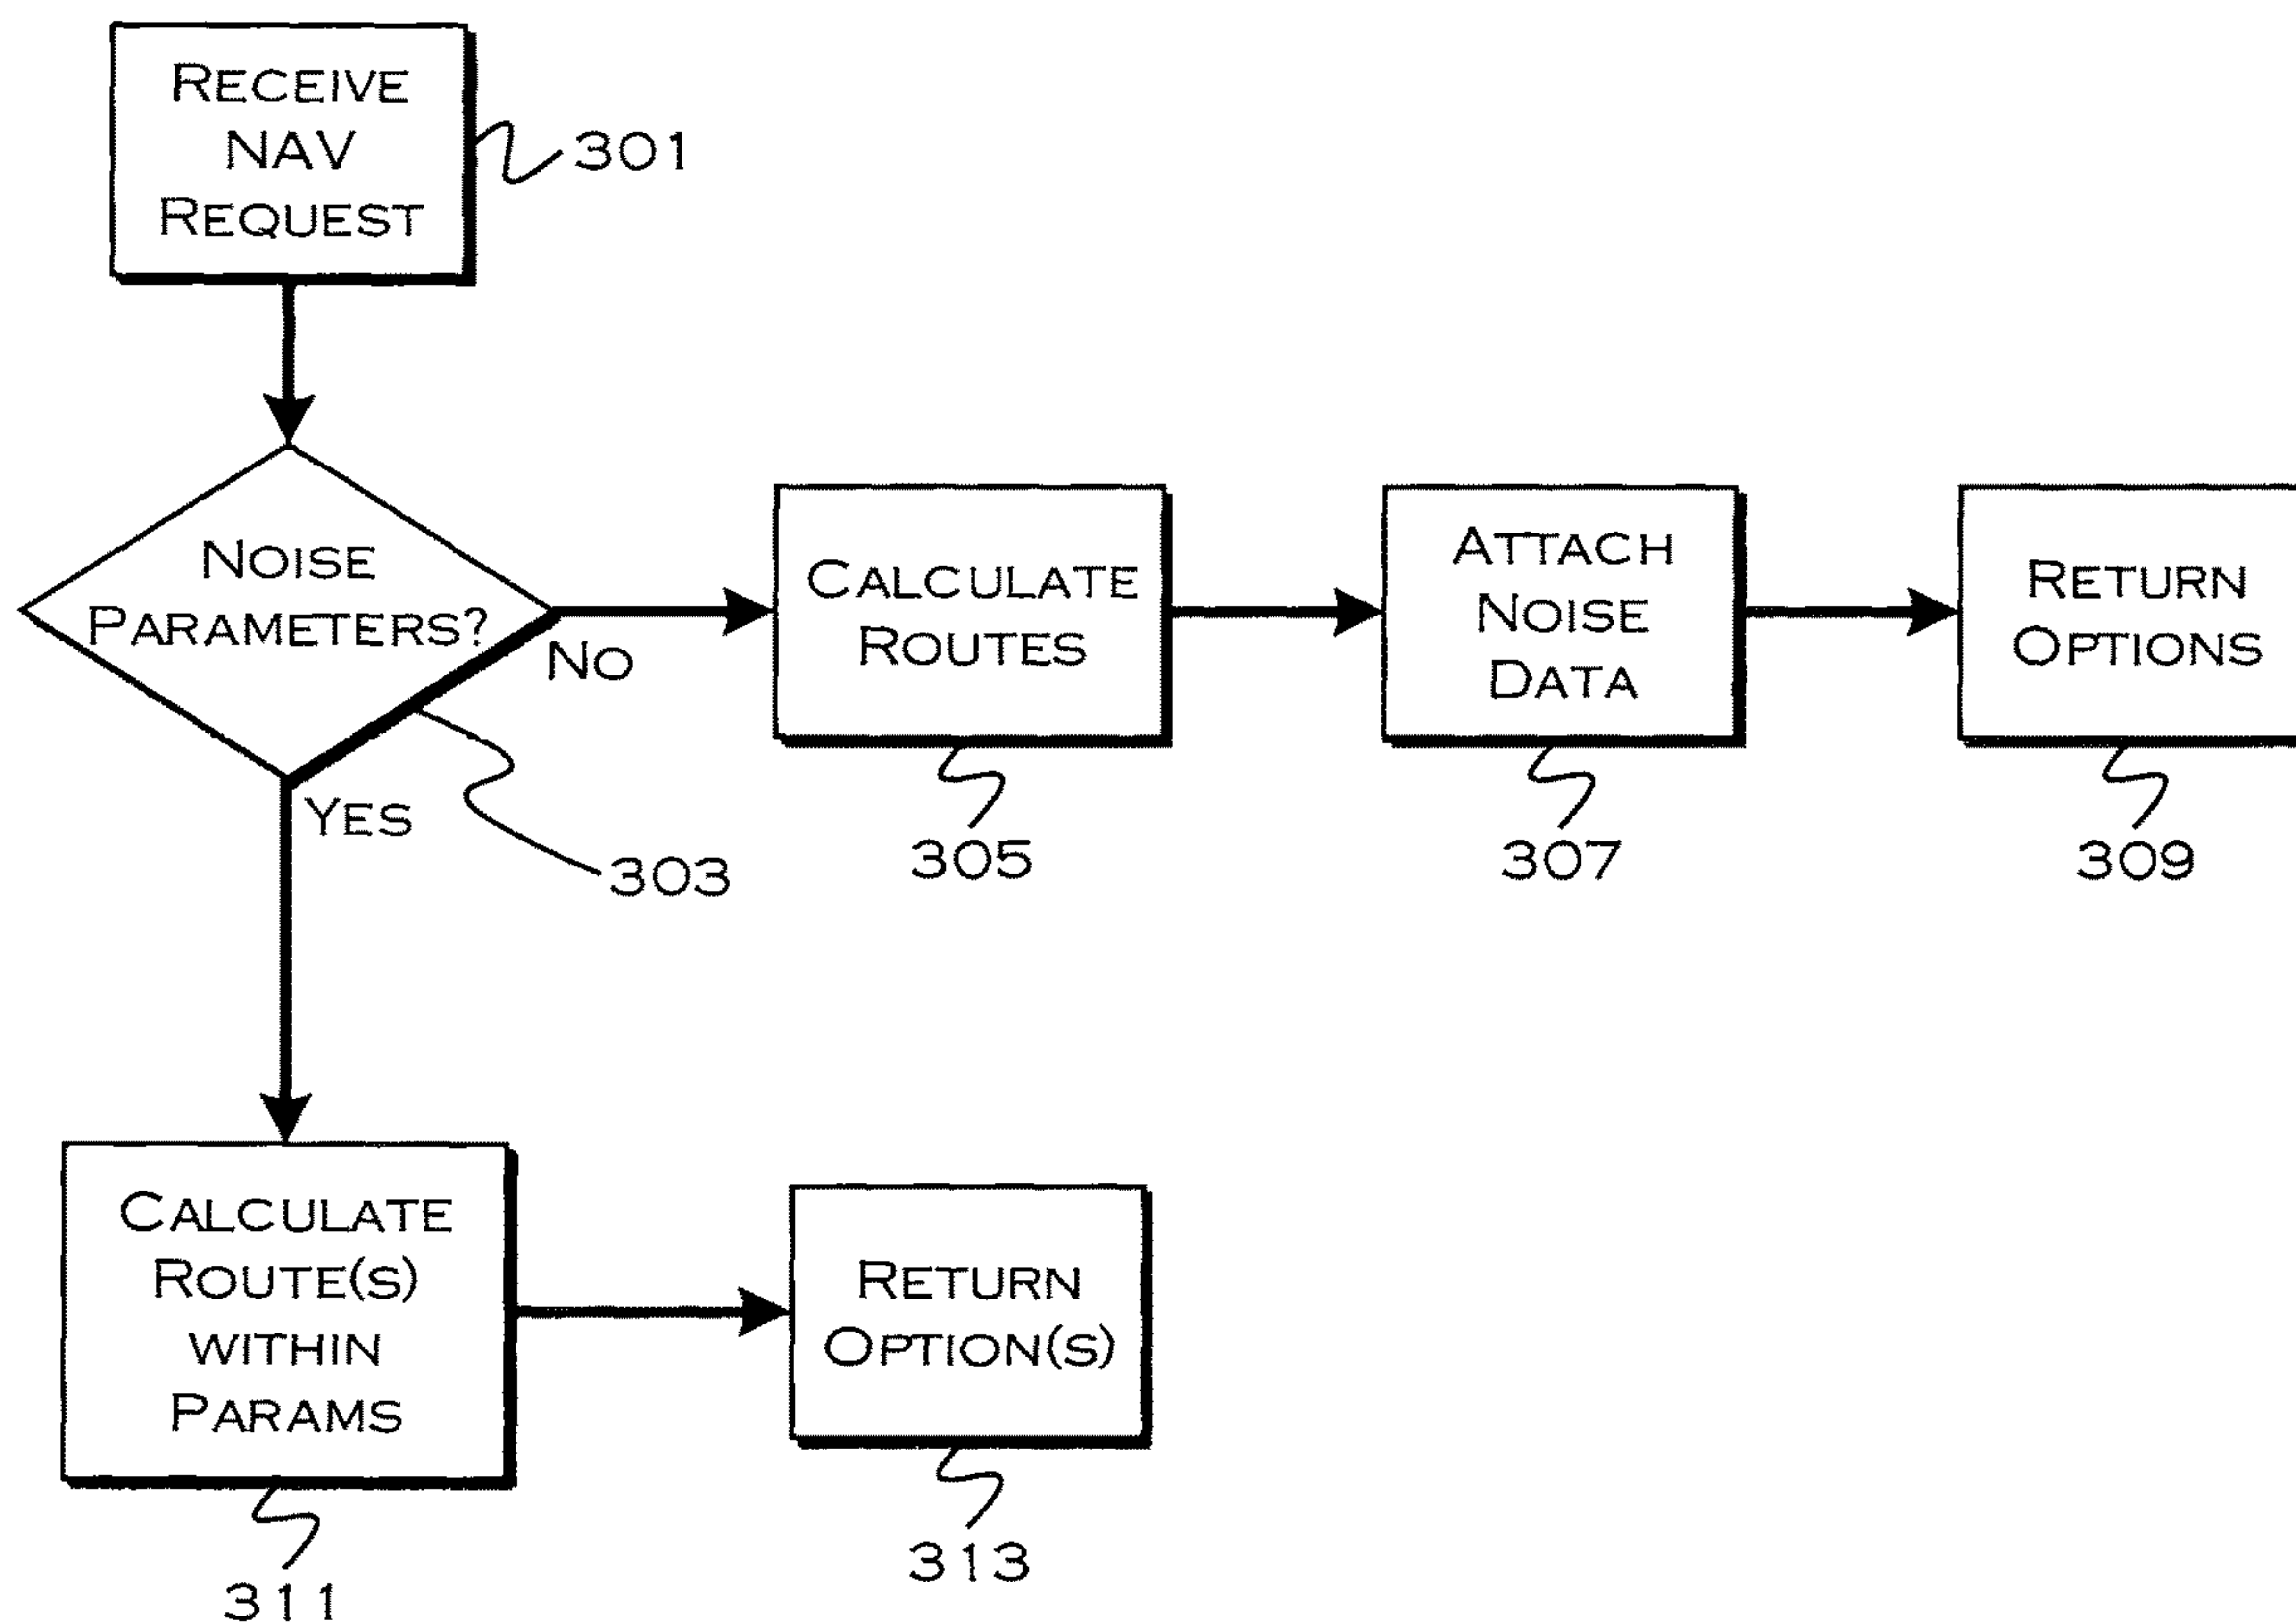 RECEIVE
NAV
REQUEST
301
NOISE
PARAMETERS?
NO
YES
303
CALCULATE
ROUTES
305
ATTACH
NOISE
DATA
307
RETURN
OPTIONS
309
CALCULATE
ROUTE(S)
WITHIN
PARAMS
311
RETURN
OPTION(S)
313